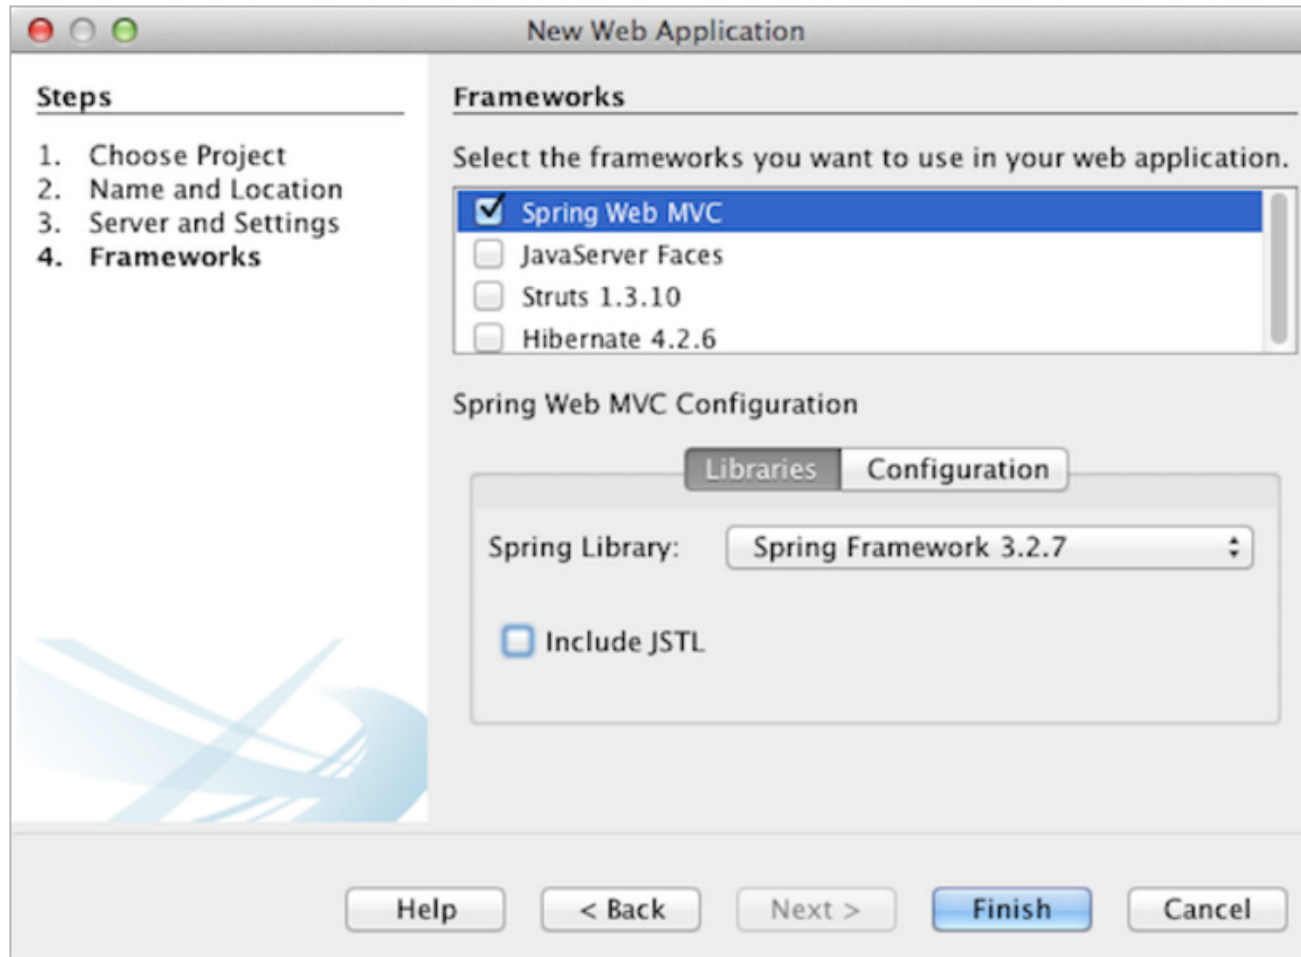 New Web Application
Steps
1. Choose Project
2. Name and Location
3. Server and Settings
4. Frameworks
Frameworks
Select the frameworks you want to use in your web application.
Spring Web MVC
JavaServer Faces
Struts 1.3.10
Hibernate 4.2.6
Spring Web MVC Configuration
Libraries Configuration
Spring Library: Spring Framework 3.2.7
Include JSTL
Help < Back Next > Finish Cancel